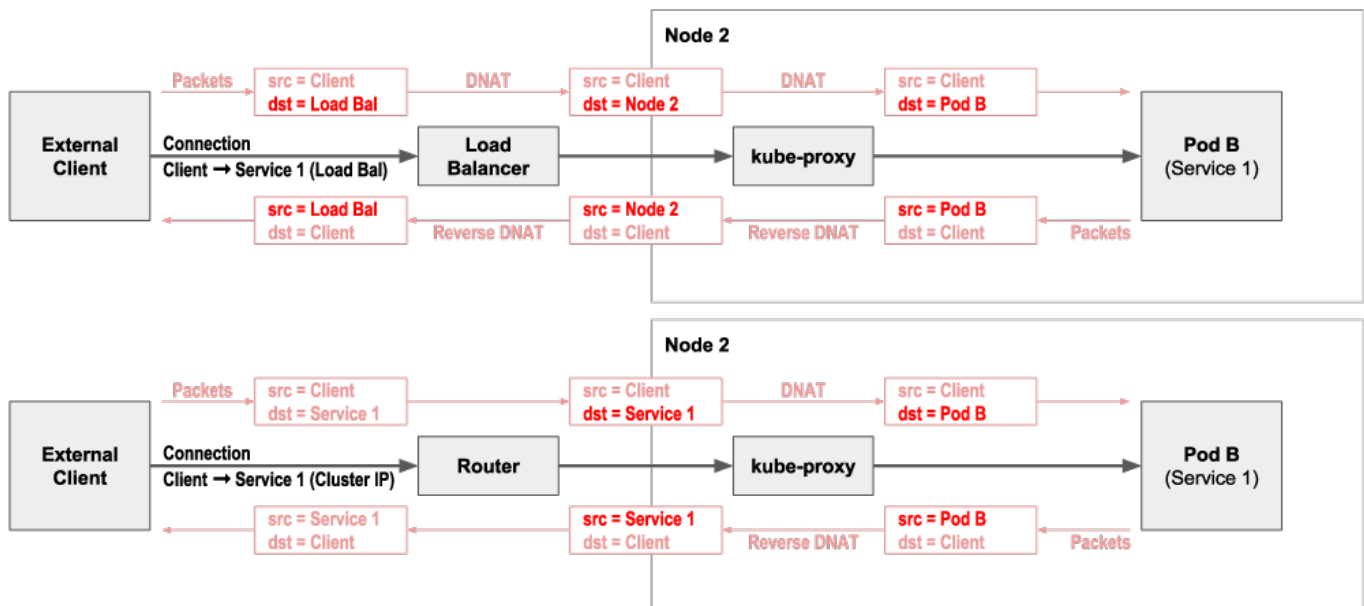 Node 2
Packets
src = Client
dst = Load Bal
DNAT
src = Client
dst = Node 2
DNAT
src = Client
dst = Pod B
External
Client
Connection
Client → Service 1 (Load Bal)
Load
Balancer
kube-proxy
Pod B
(Service 1)
src = Load Bal
dst = Client
Reverse DNAT
src = Node 2
dst = Client
Reverse DNAT
src = Pod B
dst = Client
Packets
Node 2
Packets
src = Client
dst = Service 1
src = Client
dst = Service 1
DNAT
src = Client
dst = Pod B
External
Client
Connection
Client → Service 1 (Cluster IP)
Router
kube-proxy
Pod B
(Service 1)
src = Service 1
dst = Client
src = Service 1
dst = Client
Reverse DNAT
src = Pod B
dst = Client
Packets